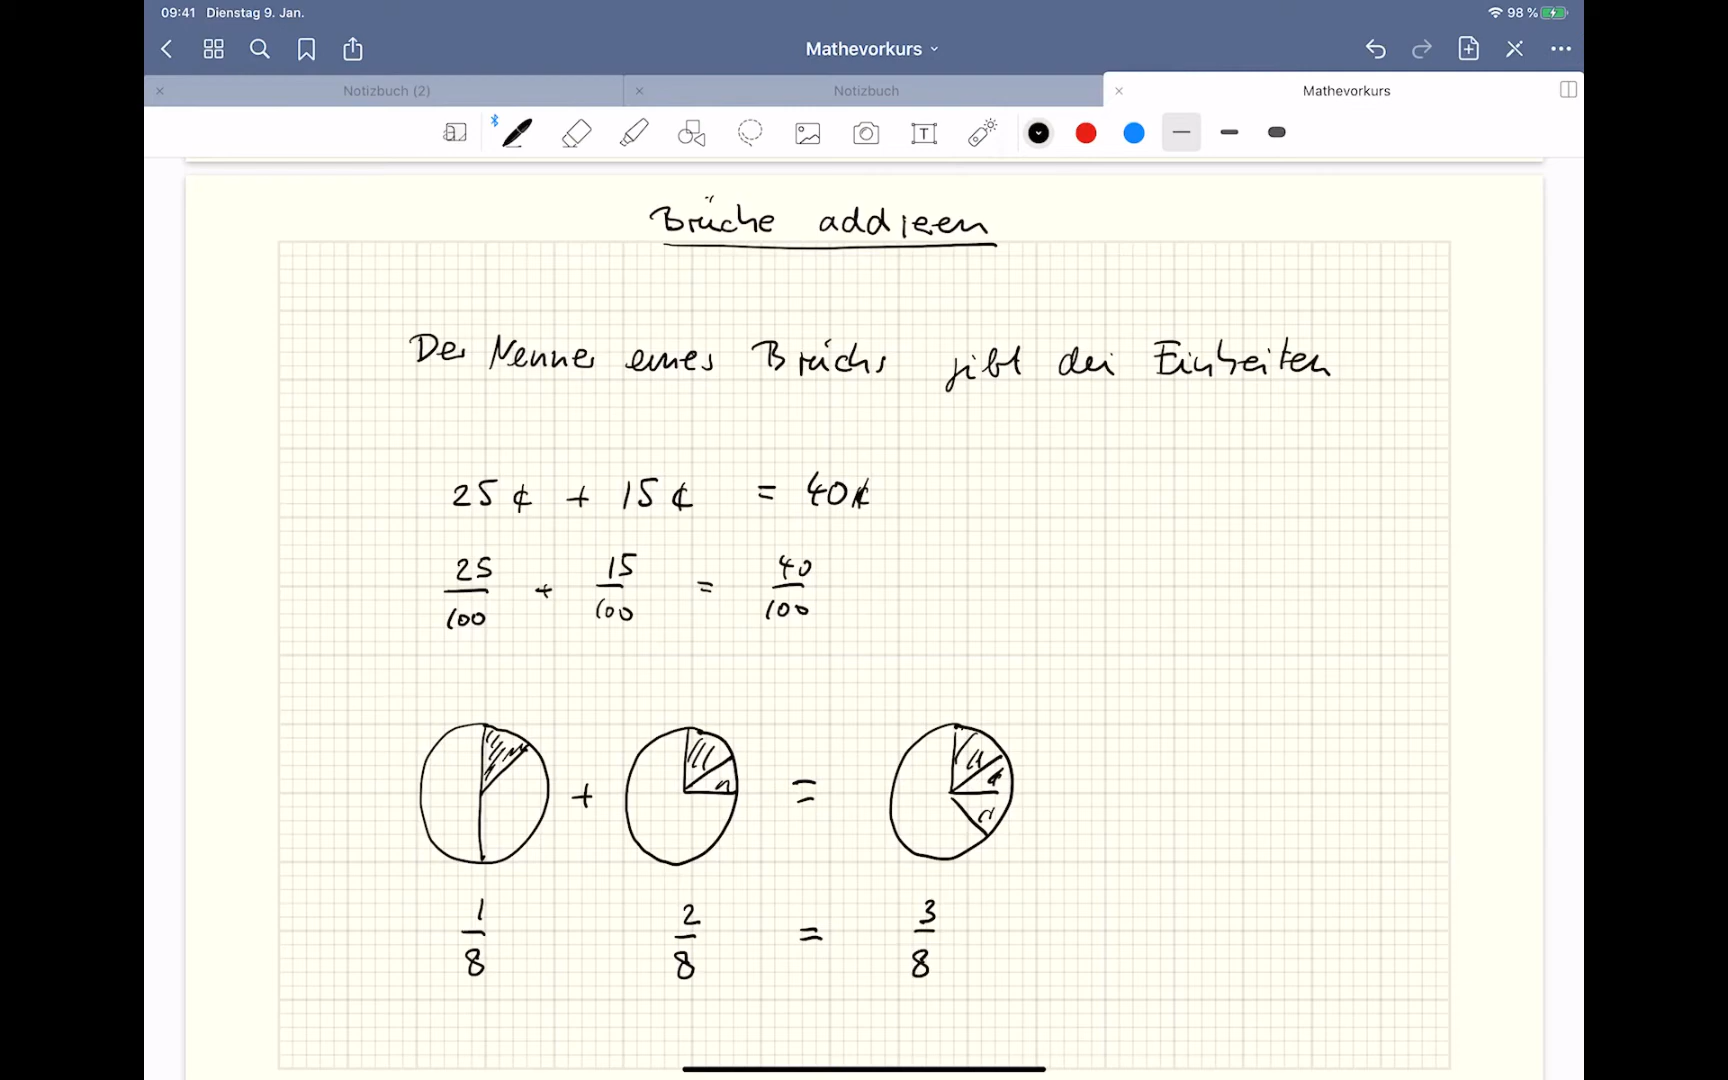 09:41 Dienstag 9. Jan.
98 %
Mathevorkurs
Notizbuch (2)
Notizbuch
Mathevorkurs
T
Brüche addieren
Der Nenner eines Bruchs gibt die Einheiten
25 ¢ + 15 ¢ = 40 ¢
25/100 + 15/100 = 40/100
+ =
1/8 2/8 = 3/8